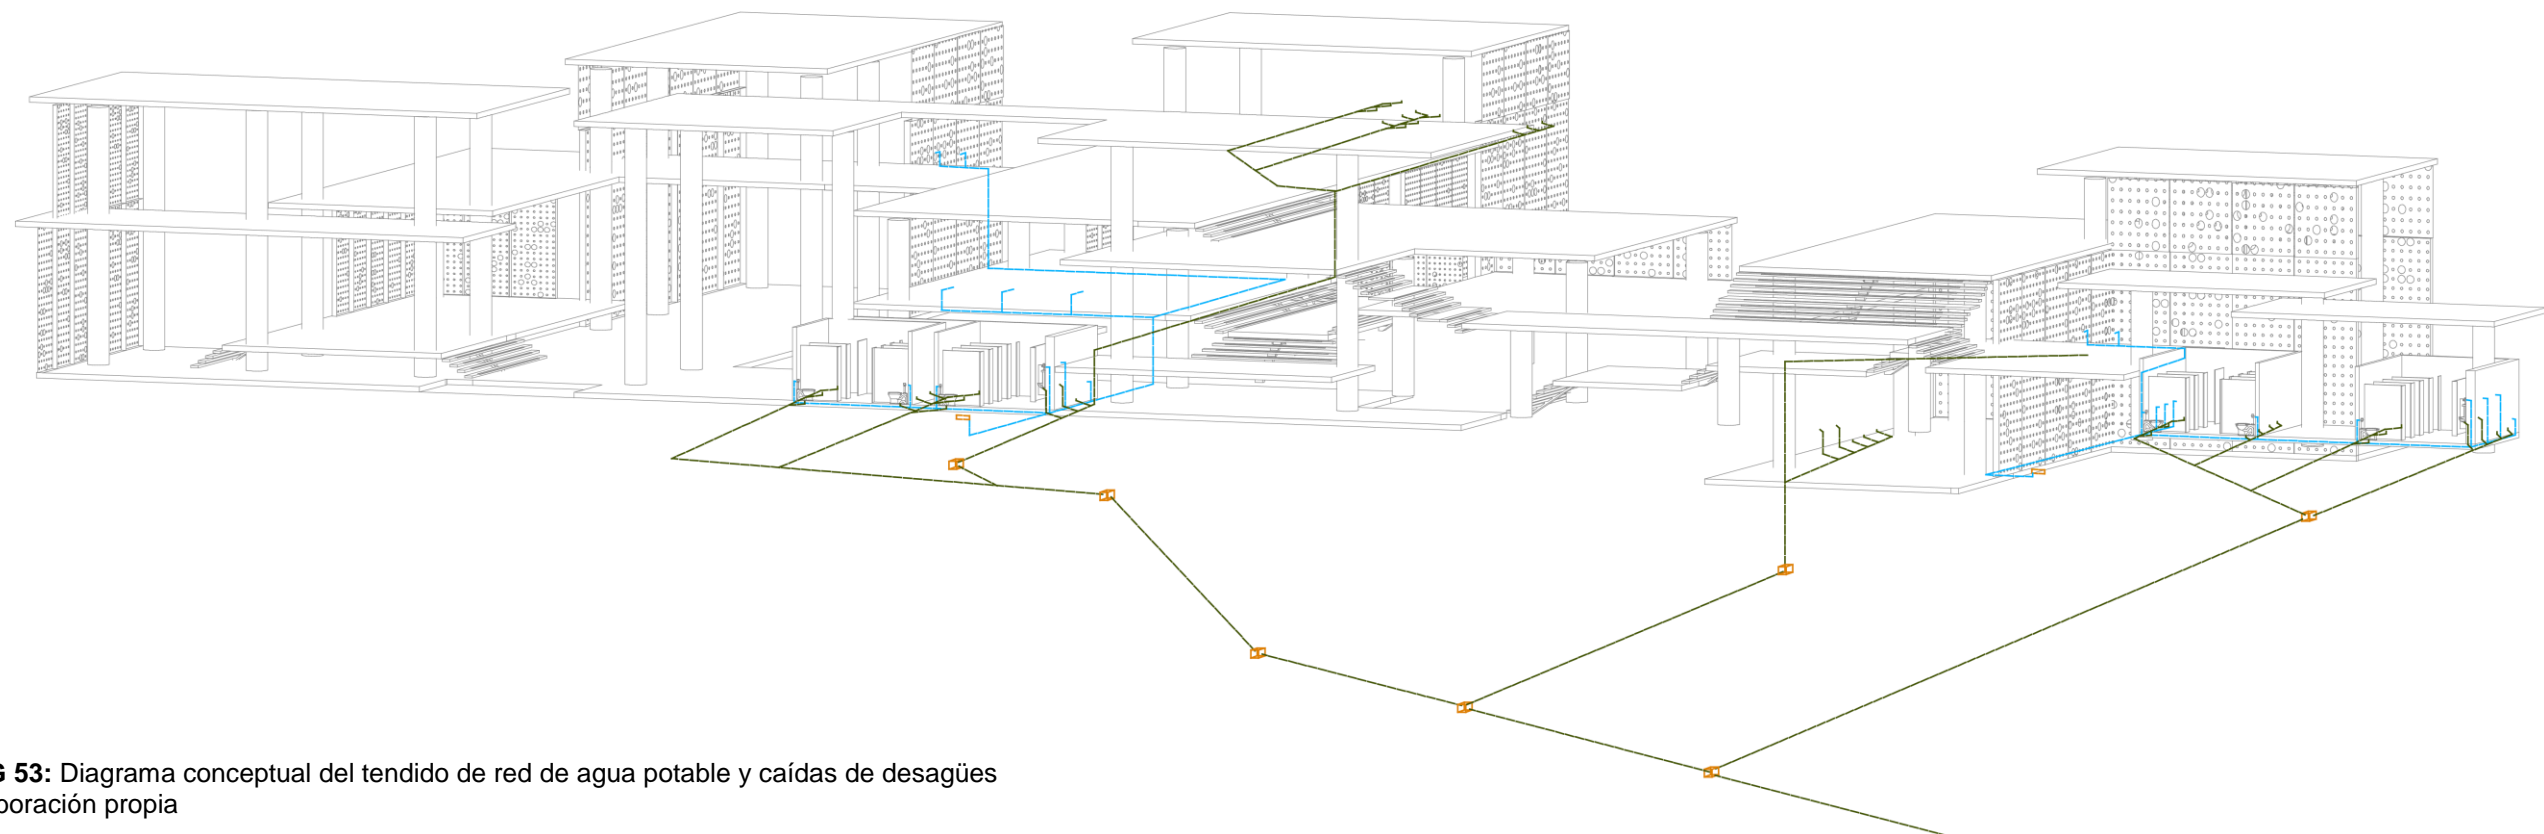 G 53: Diagrama conceptual del tendido de red de agua potable y caídas de desagües
boración propia